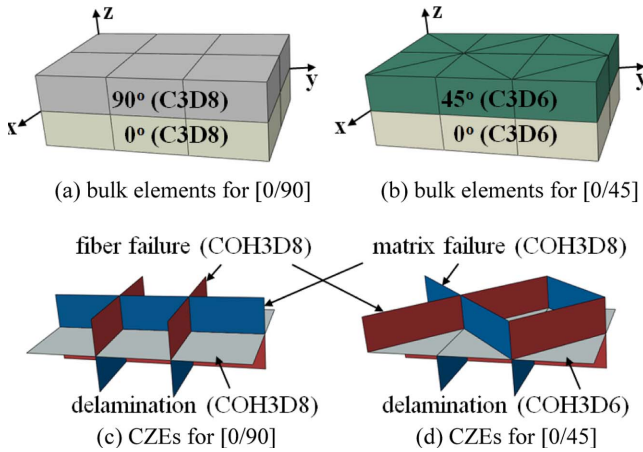 z z
y y
90° (C3D8) 45° (C3D6)
x 0° (C3D8) x 0° (C3D6)
(a) bulk elements for [0/90] (b) bulk elements for [0/45]
fiber failure (COH3D8) matrix failure (COH3D8)
delamination (COH3D8) delamination (COH3D6)
(c) CZEs for [0/90] (d) CZEs for [0/45]